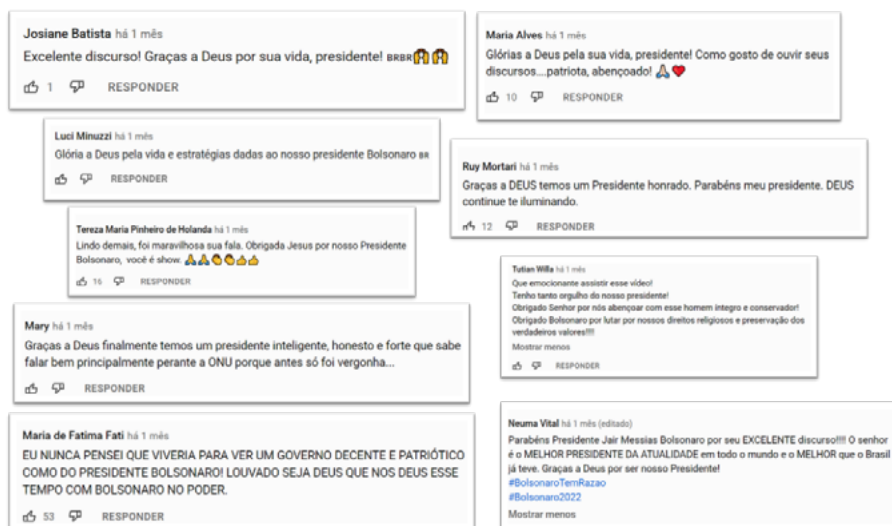 Josiane Batista há 1 mês
Excelente discurso! Graças a Deus por sua vida, presidente! BRBR
1 RESPONDER
Maria Alves há 1 mês
Glórias a Deus pela sua vida, presidente! Como gosto de ouvir seus
discursos....patriota, abençoado! 🙏 ❤️
10 RESPONDER
Luci Minuzzi há 1 mês
Glória a Deus pela vida e estratégias dadas ao nosso presidente Bolsonaro BR
RESPONDER
Ruy Mortari há 1 mês
Graças a DEUS temos um Presidente honrado. Parabéns meu presidente. DEUS
continue te iluminando.
12 RESPONDER
Tereza Maria Pinheiro de Holanda há 1 mês
Lindo demais, foi maravilhosa sua fala. Obrigada Jesus por nosso Presidente
Bolsonaro, você é show. 🙏🙏👏👏👍👍
16 RESPONDER
Tutian Willa há 1 mês
Que emocionante assistir esse vídeo!
Tenho tanto orgulho do nosso presidente!
Obrigado Senhor por nós abençoar com esse homem integro e conservador!
Obrigado Bolsonaro por lutar por nossos direitos religiosos e preservação dos
verdadeiros valores!!!!
Mostrar menos
RESPONDER
Mary há 1 mês
Graças a Deus finalmente temos um presidente inteligente, honesto e forte que sabe
falar bem principalmente perante a ONU porque antes só foi vergonha...
RESPONDER
Maria de Fatima Fati há 1 mês
EU NUNCA PENSEI QUE VIVERIA PARA VER UM GOVERNO DECENTE E PATRIÓTICO
COMO DO PRESIDENTE BOLSONARO! LOUVADO SEJA DEUS QUE NOS DEUS ESSE
TEMPO COM BOLSONARO NO PODER.
53 RESPONDER
Neuma Vital há 1 mês (editado)
Parabéns Presidente Jair Messias Bolsonaro por seu EXCELENTE discurso!!!! O senhor
é o MELHOR PRESIDENTE DA ATUALIDADE em todo o mundo e o MELHOR que o Brasil
já teve. Graças a Deus por ser nosso Presidente!
#BolsonaroTemRazao
#Bolsonaro2022
Mostrar menos